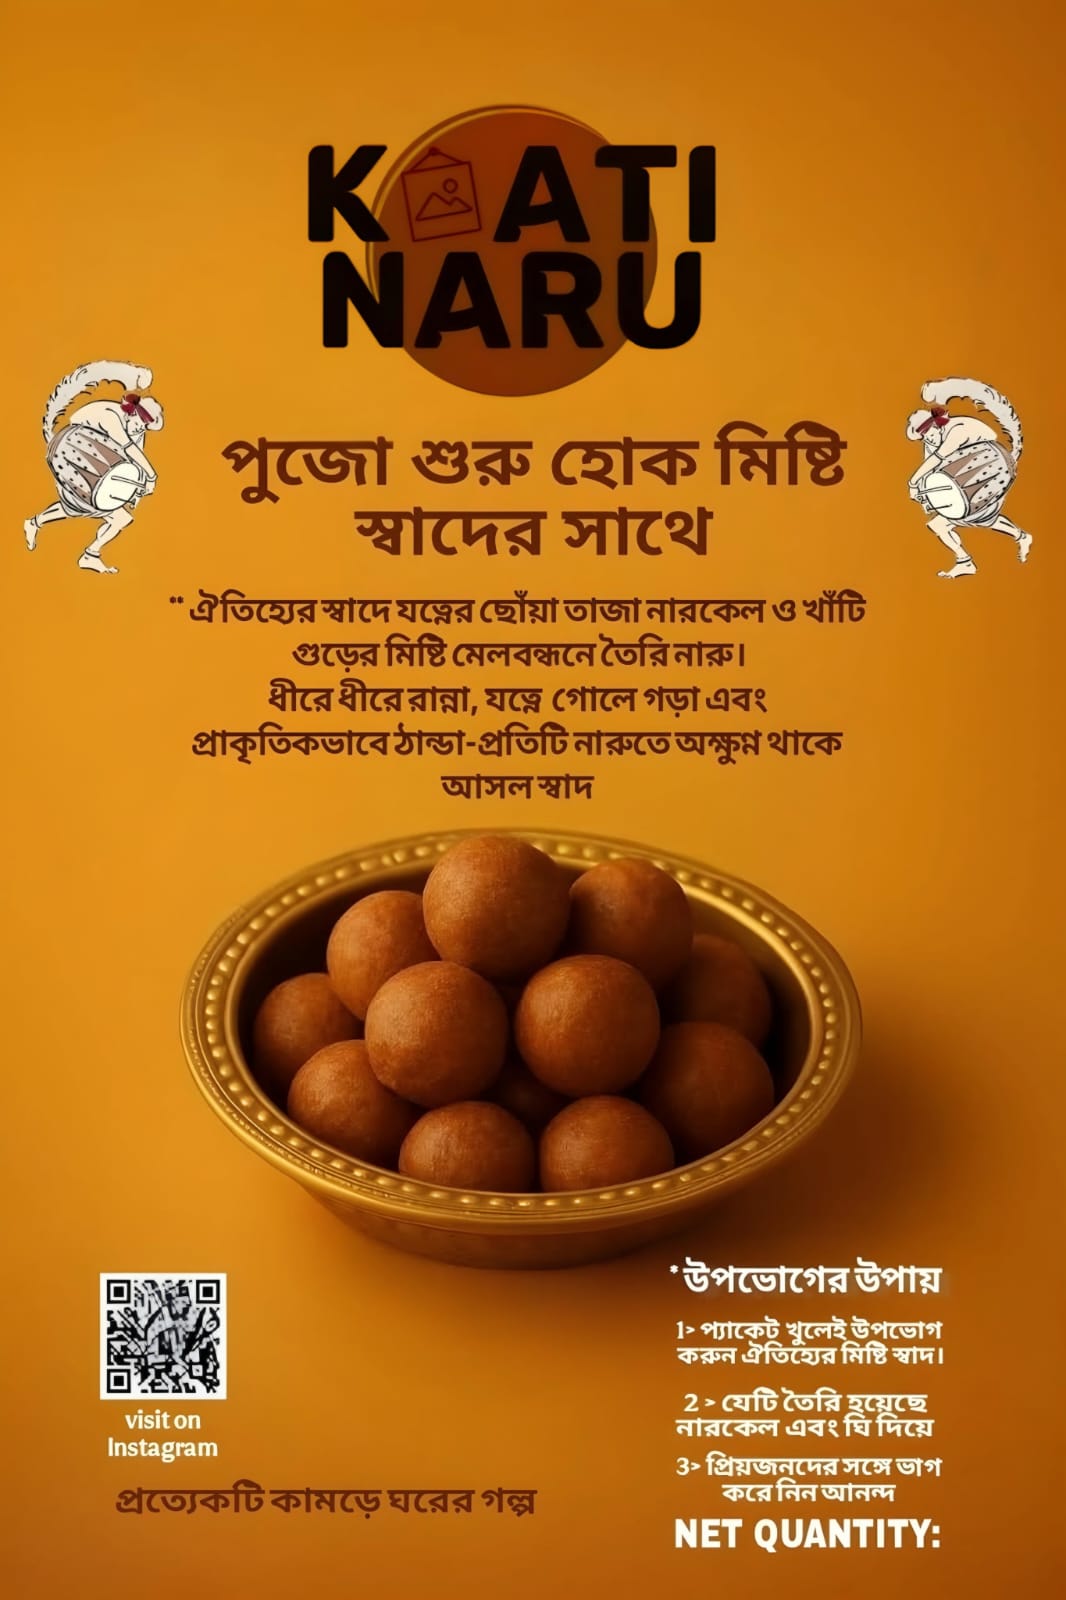 K ATI
NARU
পুজো শুরু হোক মিষ্টি
স্বাদের সাথে
" ঐতিহ্যের স্বাদে যত্নের ছোঁয়া তাজা নারকেল ও খাঁটি
গুড়ের মিষ্টি মেলবন্ধনে তৈরি নারু।
ধীরে ধীরে রান্না, যত্নে গোলে গড়া এবং
প্রাকৃতিকভাবে ঠান্ডা-প্রতিটি নারুতে অক্ষুণ্ণ থাকে
আসল স্বাদ
* উপভোগের উপায়
1> প্যাকেট খুলেই উপভোগ
করুন ঐতিহ্যের মিষ্টি স্বাদ।
2 > যেটি তৈরি হয়েছে
নারকেল এবং ঘি দিয়ে
3> প্রিয়জনদের সঙ্গে ভাগ
করে নিন আনন্দ
NET QUANTITY:
visit on
Instagram
প্রত্যেকটি কামড়ে ঘরের গল্প